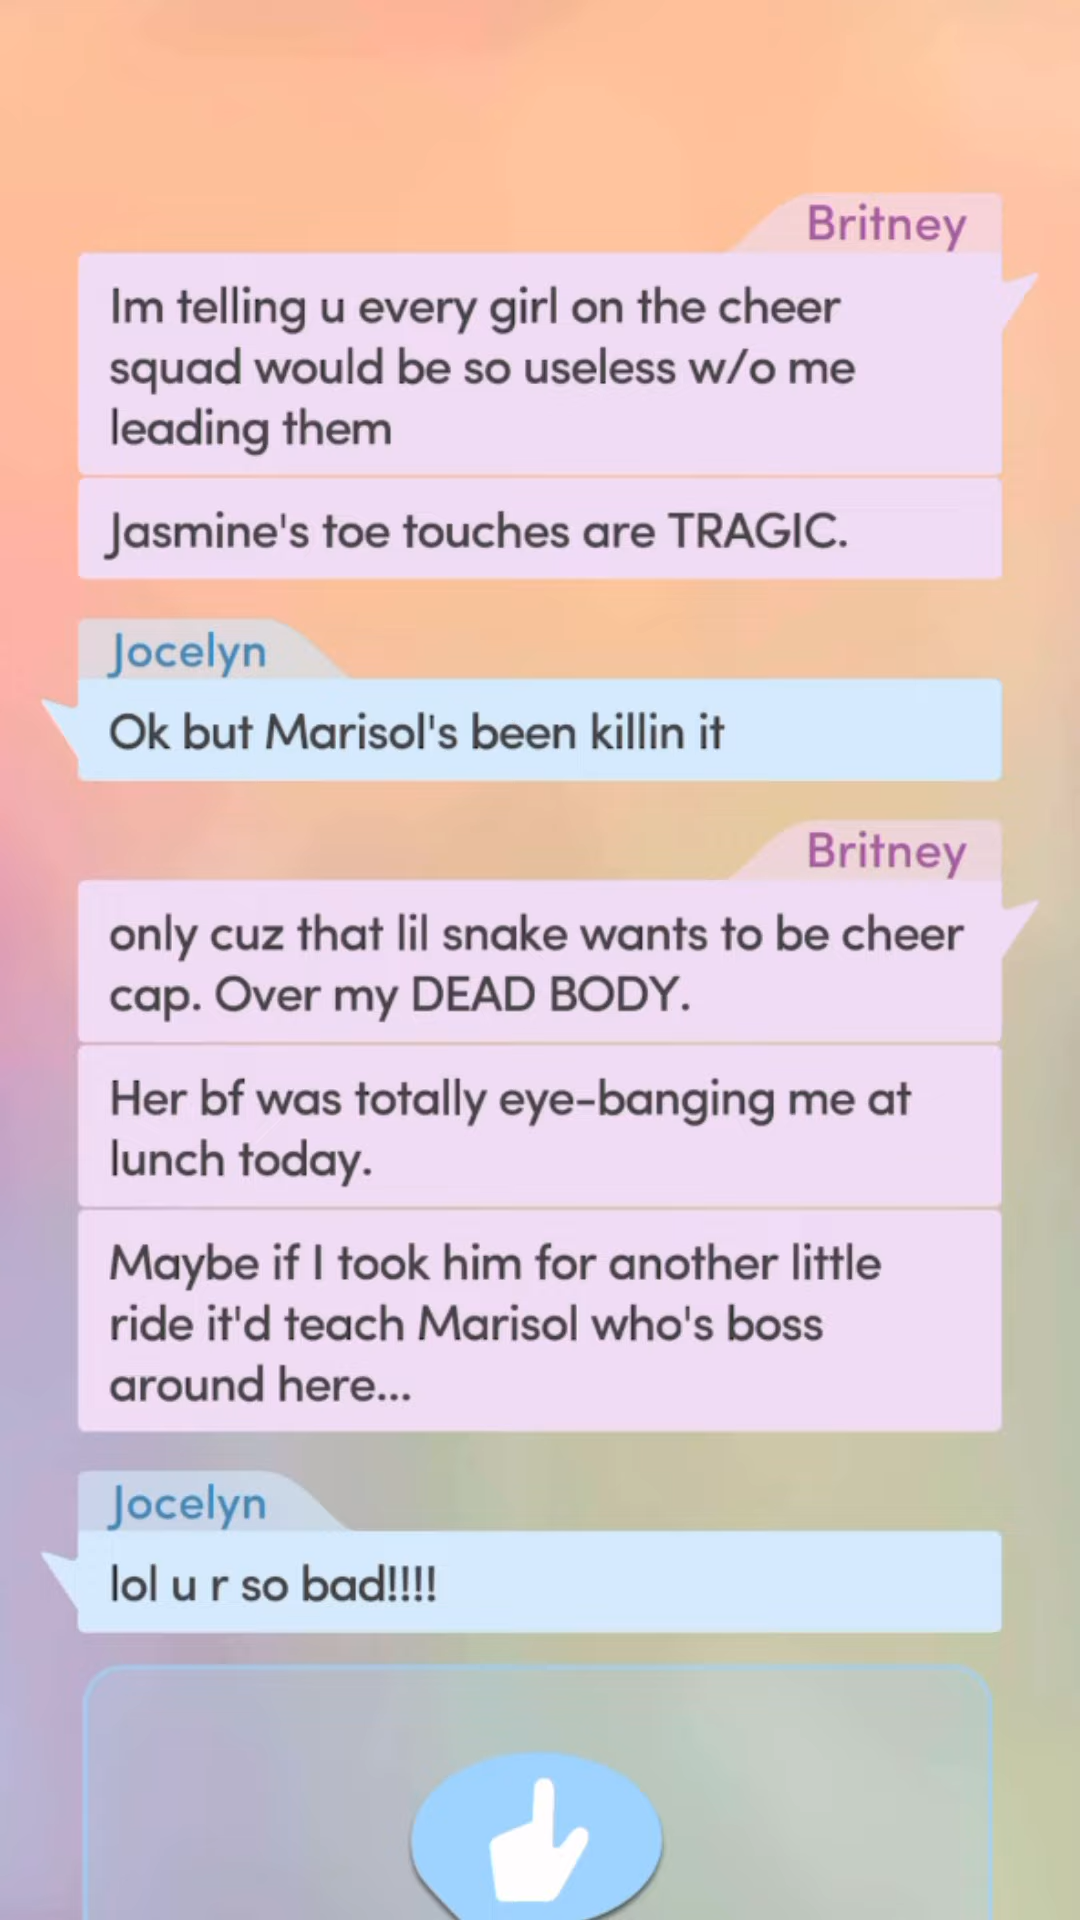 Britney
Im telling u every girl on the cheer
squad would be so useless w/o me
leading them
Jasmine's toe touches are TRAGIC.
Jocelyn
Ok but Marisol's been killin it
Britney
only cuz that lil snake wants to be cheer
cap. Over my DEAD BODY.
Her bf was totally eye-banging me at
lunch today.
Maybe if I took him for another little
ride it'd teach Marisol who's boss
around here...
Jocelyn
lol u r so bad!!!!